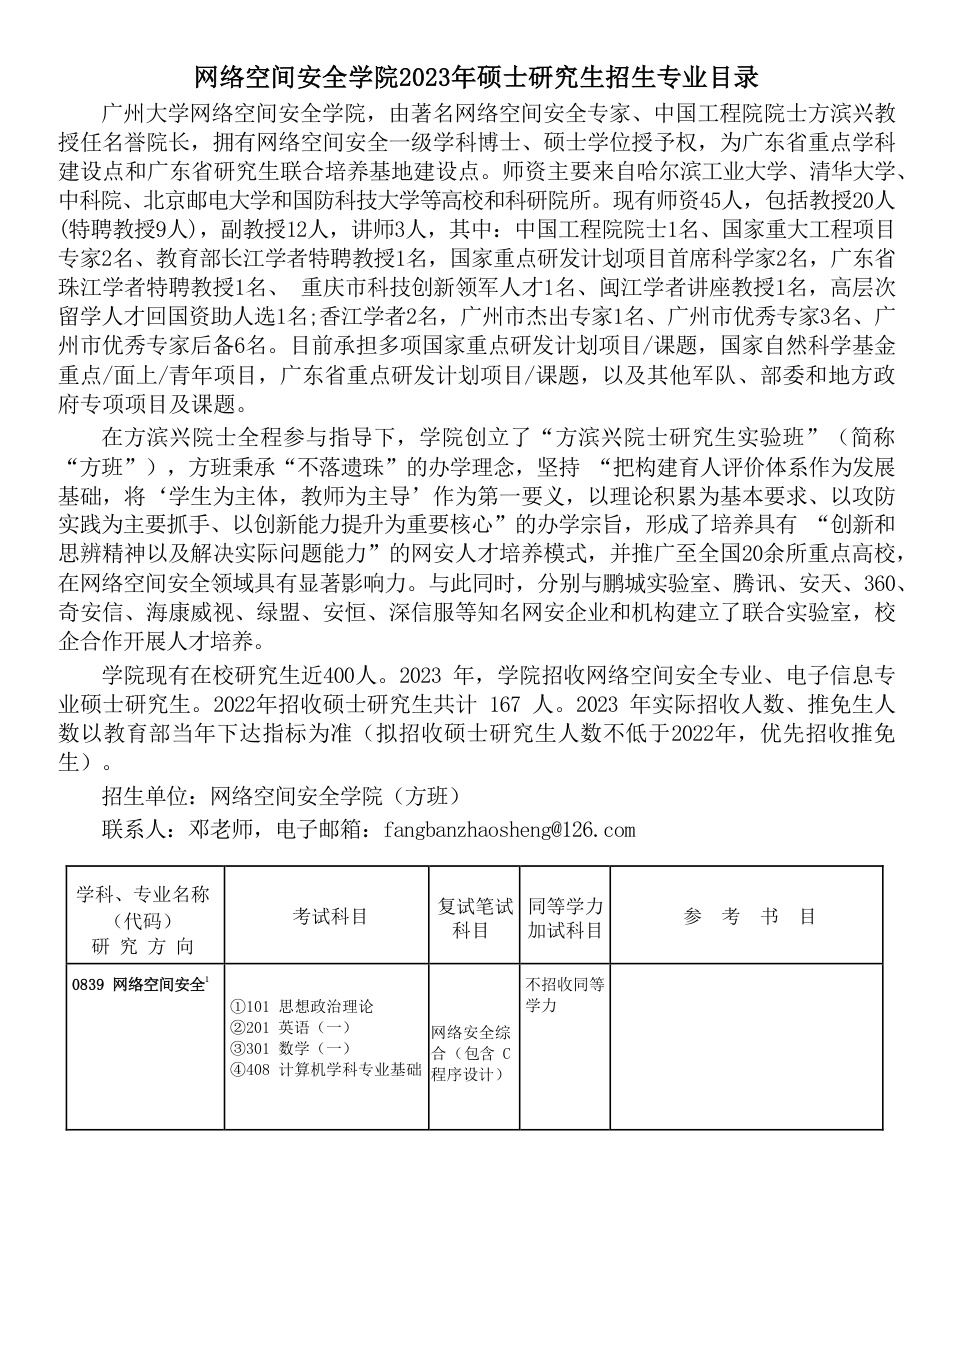 网络空间安全学院2023年硕士研究生招生专业目录
广州大学网络空间安全学院，由著名网络空间安全专家、中国工程院院士方滨兴教
授任名誉院长，拥有网络空间安全一级学科博士、硕士学位授予权，为广东省重点学科
建设点和广东省研究生联合培养基地建设点。师资主要来自哈尔滨工业大学、清华大学、
中科院、北京邮电大学和国防科技大学等高校和科研院所。现有师资45人，包括教授20人
(特聘教授9人)，副教授12人，讲师3人，其中：中国工程院院士1名、国家重大工程项目
专家2名、教育部长江学者特聘教授1名，国家重点研发计划项目首席科学家2名，广东省
珠江学者特聘教授1名、 重庆市科技创新领军人才1名、闽江学者讲座教授1名，高层次
留学人才回国资助人选1名;香江学者2名，广州市杰出专家1名、广州市优秀专家3名、广
州市优秀专家后备6名。目前承担多项国家重点研发计划项目/课题，国家自然科学基金
重点/面上/青年项目，广东省重点研发计划项目/课题，以及其他军队、部委和地方政
府专项项目及课题。
在方滨兴院士全程参与指导下，学院创立了“方滨兴院士研究生实验班”（简称
“方班”），方班秉承“不落遗珠”的办学理念，坚持 “把构建育人评价体系作为发展
基础，将‘学生为主体，教师为主导’作为第一要义，以理论积累为基本要求、以攻防
实践为主要抓手、以创新能力提升为重要核心”的办学宗旨，形成了培养具有 “创新和
思辨精神以及解决实际问题能力”的网安人才培养模式，并推广至全国20余所重点高校，
在网络空间安全领域具有显著影响力。与此同时，分别与鹏城实验室、腾讯、安天、360、
奇安信、海康威视、绿盟、安恒、深信服等知名网安企业和机构建立了联合实验室，校
企合作开展人才培养。
学院现有在校研究生近400人。2023 年，学院招收网络空间安全专业、电子信息专
业硕士研究生。2022年招收硕士研究生共计 167 人。2023 年实际招收人数、推免生人
数以教育部当年下达指标为准（拟招收硕士研究生人数不低于2022年，优先招收推免
生）。
招生单位：网络空间安全学院（方班）
联系人：邓老师，电子邮箱：fangbanzhaosheng@126.com
学科、专业名称
（代码）
研 究 方 向
考试科目
复试笔试
科目
同等学力
加试科目
参 考 书 目
0839 网络空间安全¹
①101 思想政治理论
②201 英语（一）
③301 数学（一）
④408 计算机学科专业基础
网络安全综
合（包含 C
程序设计）
不招收同等
学力